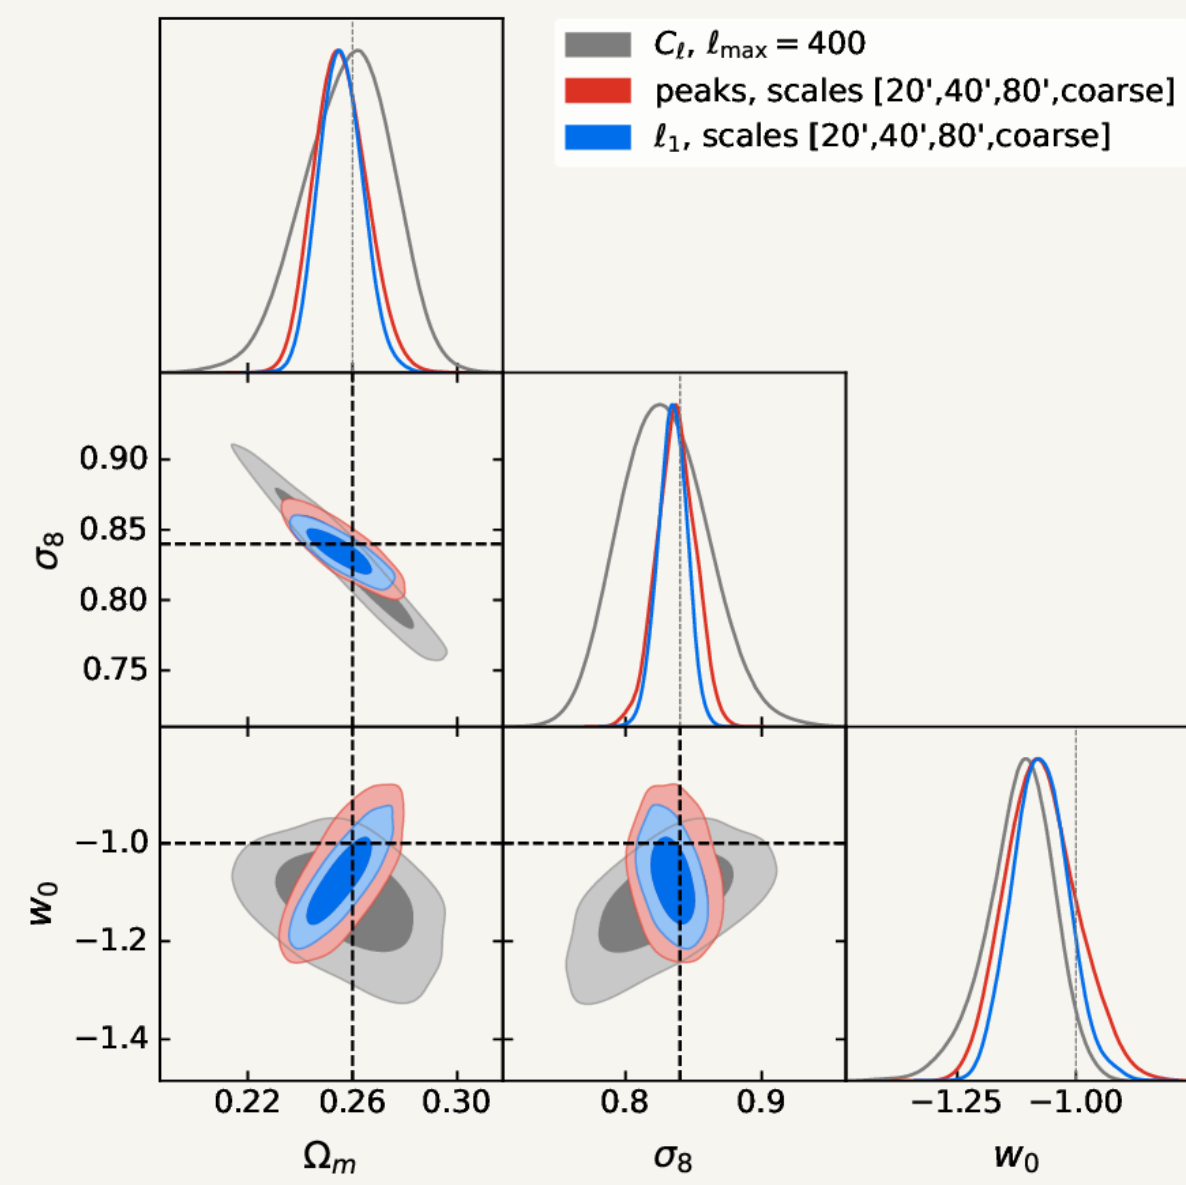 Cℓ, ℓmax = 400
peaks, scales [20',40',80',coarse]
ℓ1, scales [20',40',80',coarse]
0.90
0.85
0.80
0.75
σ8
−1.0
−1.2
−1.4
w0
0.22 0.26 0.30
0.8 0.9
−1.25 −1.00
Ωm
σ8
w0